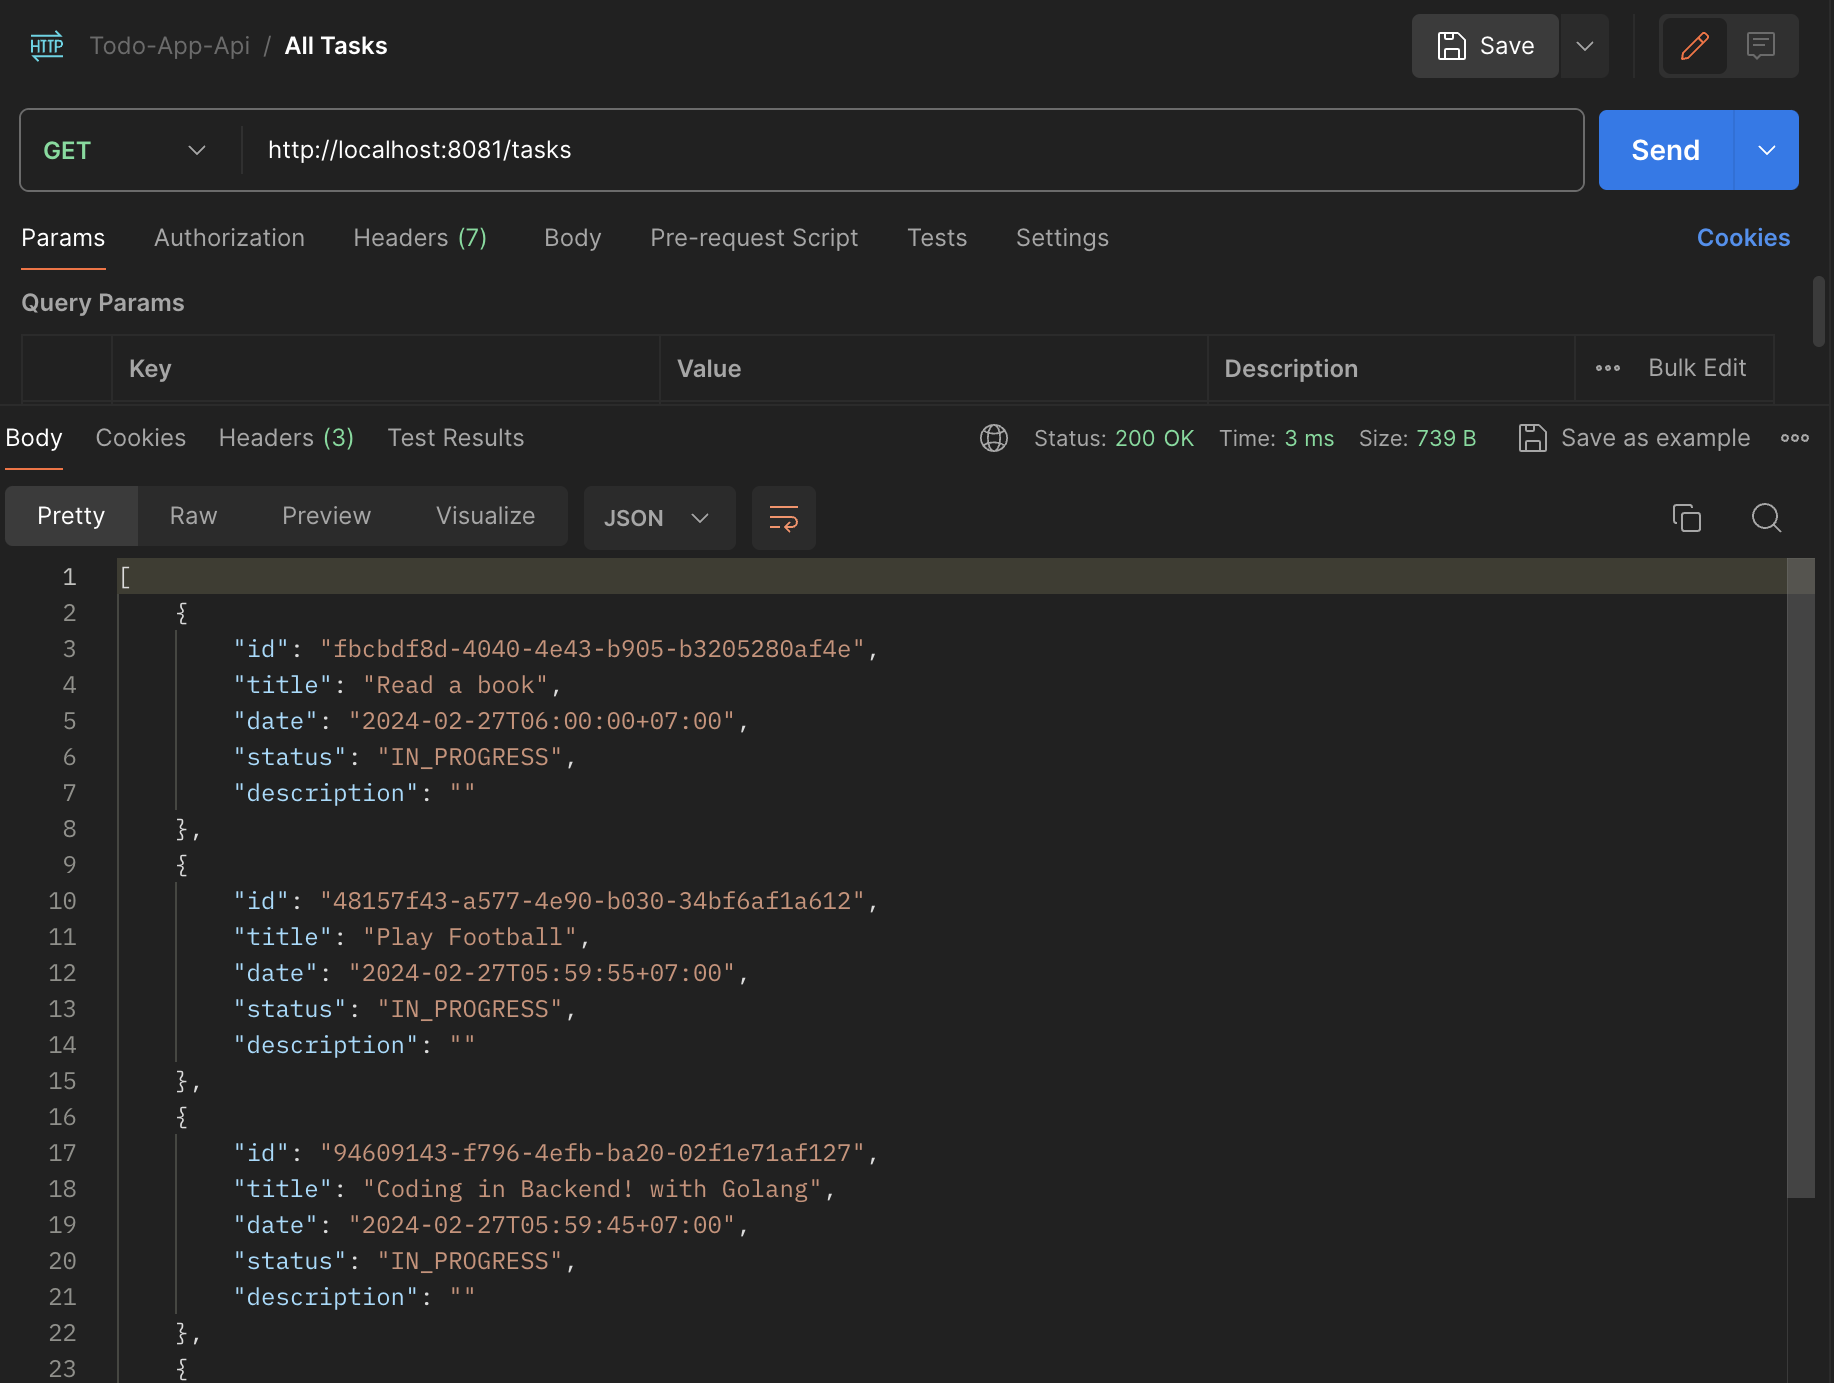 HTTP Todo-App-Api / All Tasks Save
GET http://localhost:8081/tasks Send
Params Authorization Headers (7) Body Pre-request Script Tests Settings Cookies
Query Params
Key Value Description Bulk Edit
Body Cookies Headers (3) Test Results Status: 200 OK Time: 3 ms Size: 739 B Save as example
Pretty Raw Preview Visualize JSON
1 [
2 {
3 "id": "fbcbdf8d-4040-4e43-b905-b3205280af4e",
4 "title": "Read a book",
5 "date": "2024-02-27T06:00:00+07:00",
6 "status": "IN_PROGRESS",
7 "description": ""
8 },
9 {
10 "id": "48157f43-a577-4e90-b030-34bf6af1a612",
11 "title": "Play Football",
12 "date": "2024-02-27T05:59:55+07:00",
13 "status": "IN_PROGRESS",
14 "description": ""
15 },
16 {
17 "id": "94609143-f796-4efb-ba20-02f1e71af127",
18 "title": "Coding in Backend! with Golang",
19 "date": "2024-02-27T05:59:45+07:00",
20 "status": "IN_PROGRESS",
21 "description": ""
22 },
23 {